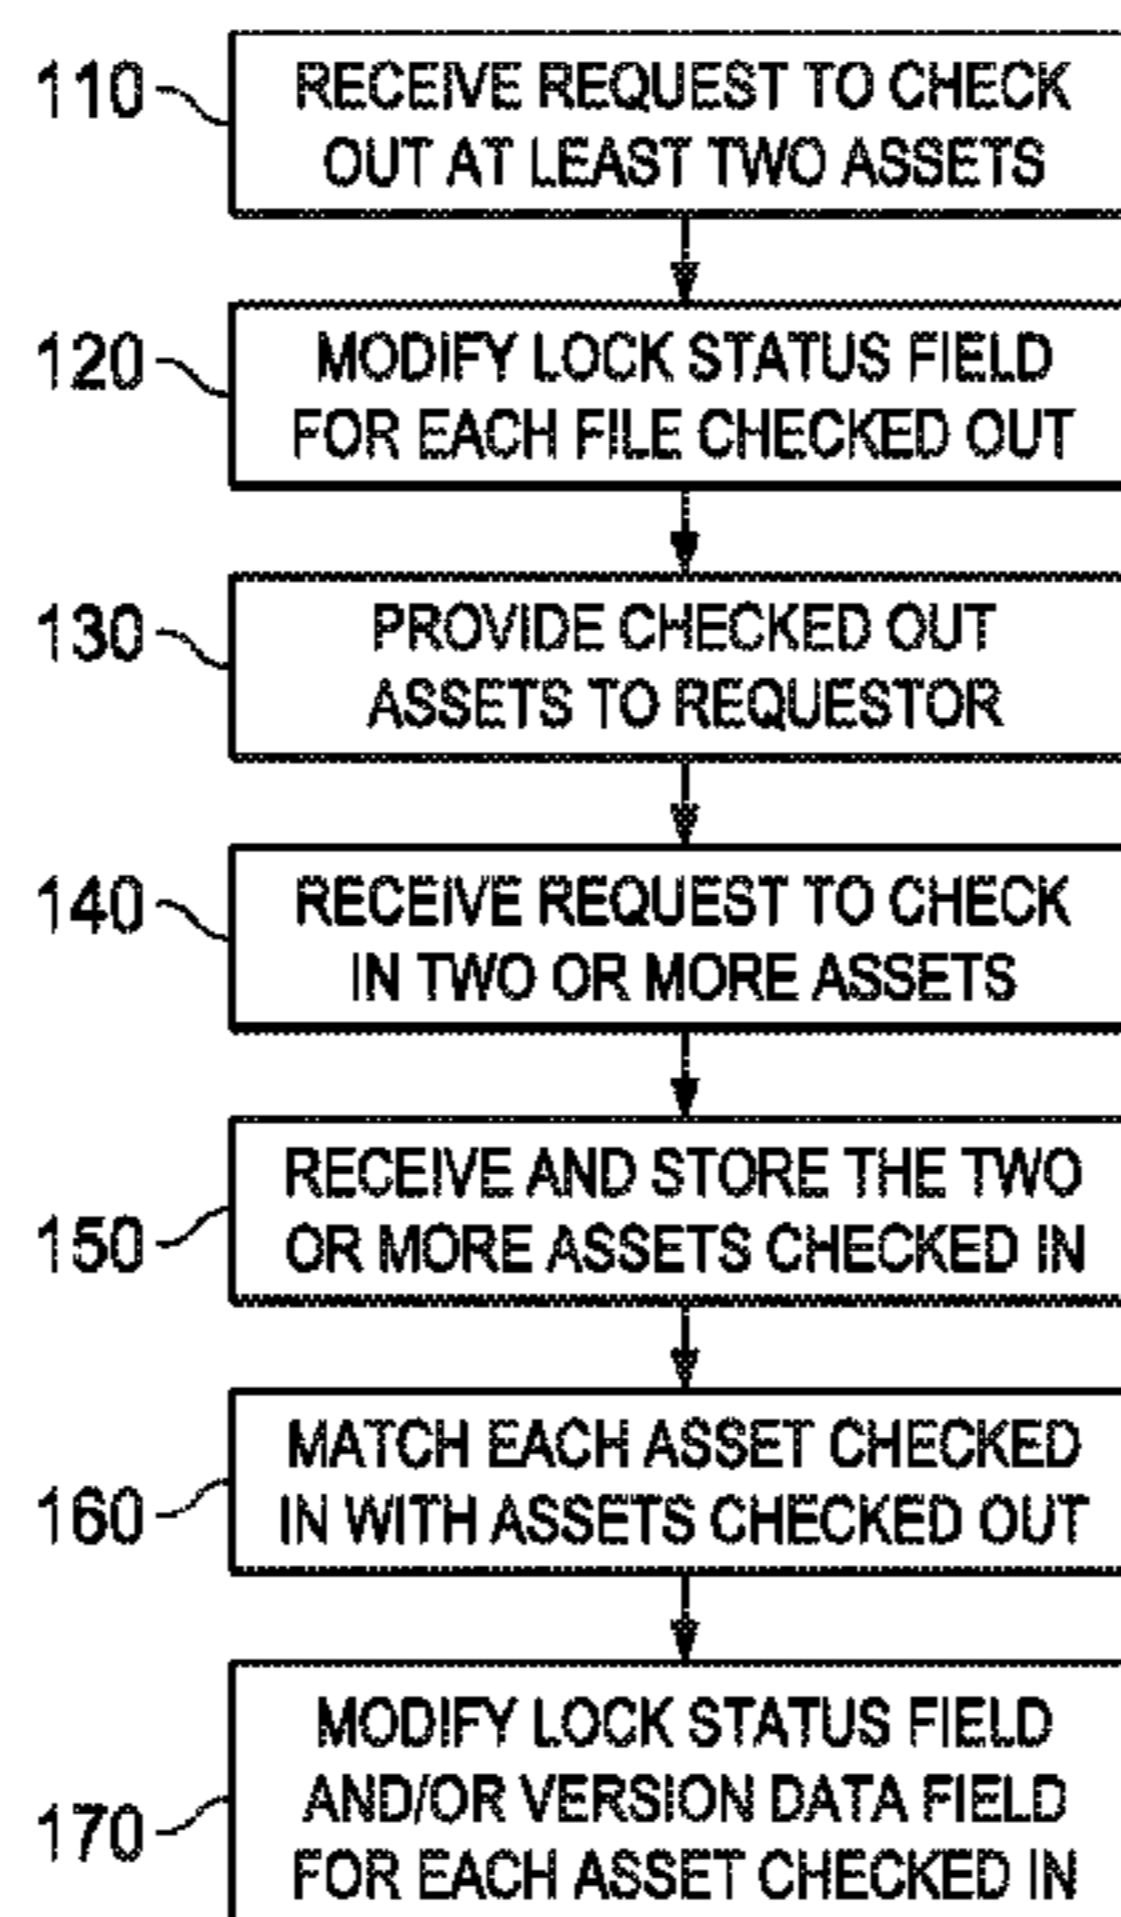 110
RECEIVE REQUEST TO CHECK
OUT AT LEAST TWO ASSETS
120
MODIFY LOCK STATUS FIELD
FOR EACH FILE CHECKED OUT
130
PROVIDE CHECKED OUT
ASSETS TO REQUESTOR
140
RECEIVE REQUEST TO CHECK
IN TWO OR MORE ASSETS
150
RECEIVE AND STORE THE TWO
OR MORE ASSETS CHECKED IN
160
MATCH EACH ASSET CHECKED
IN WITH ASSETS CHECKED OUT
170
MODIFY LOCK STATUS FIELD
AND/OR VERSION DATA FIELD
FOR EACH ASSET CHECKED IN